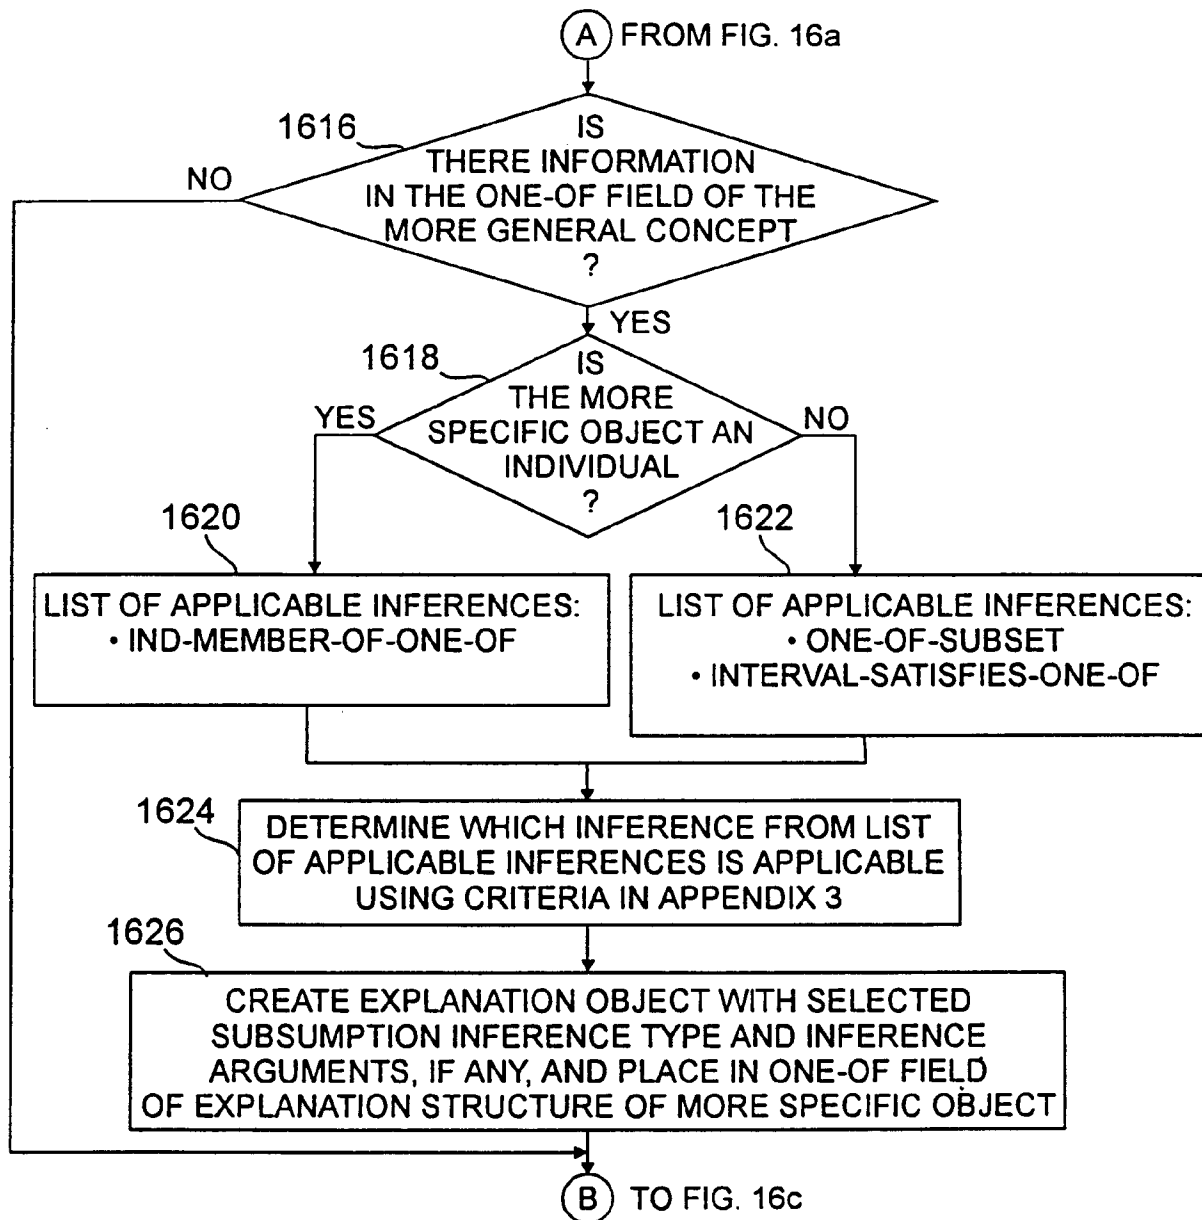 A FROM FIG. 16a
1616
IS
THERE INFORMATION
IN THE ONE-OF FIELD OF THE
MORE GENERAL CONCEPT
?
NO
YES
1618
IS
THE MORE
SPECIFIC OBJECT AN
INDIVIDUAL
?
YES
NO
1620
LIST OF APPLICABLE INFERENCES:
• IND-MEMBER-OF-ONE-OF
1622
LIST OF APPLICABLE INFERENCES:
• ONE-OF-SUBSET
• INTERVAL-SATISFIES-ONE-OF
1624
DETERMINE WHICH INFERENCE FROM LIST
OF APPLICABLE INFERENCES IS APPLICABLE
USING CRITERIA IN APPENDIX 3
1626
CREATE EXPLANATION OBJECT WITH SELECTED
SUBSUMPTION INFERENCE TYPE AND INFERENCE
ARGUMENTS, IF ANY, AND PLACE IN ONE-OF FIELD
OF EXPLANATION STRUCTURE OF MORE SPECIFIC OBJECT
B TO FIG. 16c